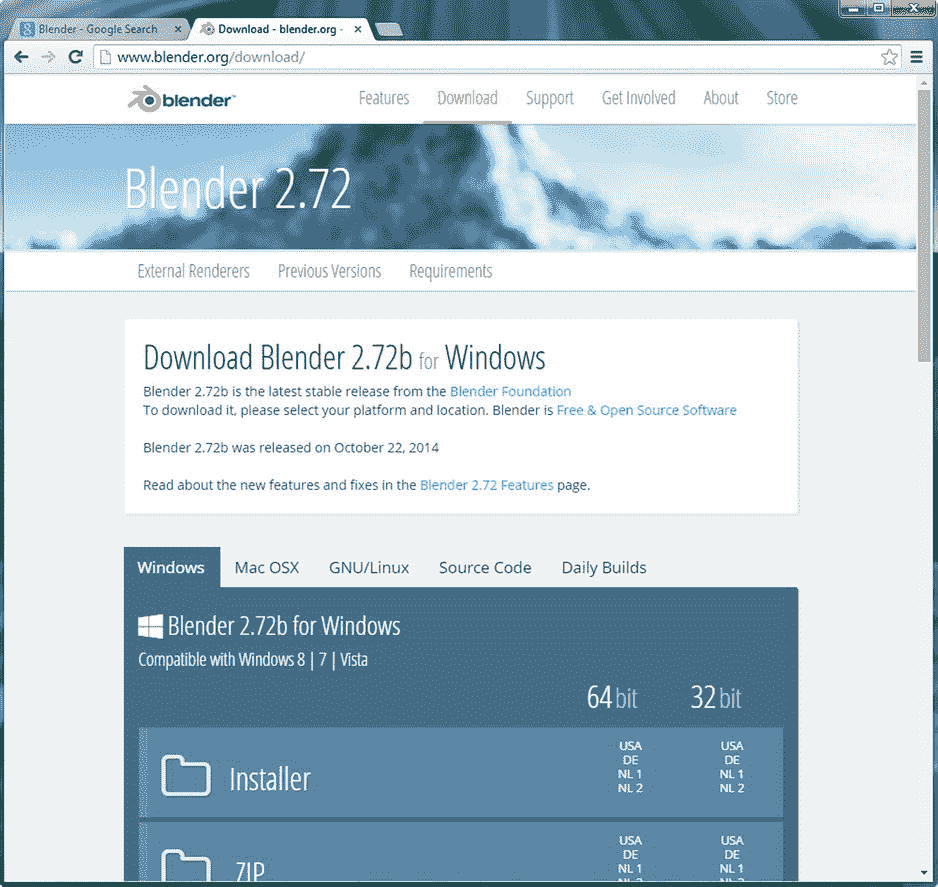 Blender - Google Search
Download - blender.org -
www.blender.org/download/
blender™
Features Download Support Get Involved About Store
Blender 2.72
External Renderers Previous Versions Requirements
Download Blender 2.72b for Windows
Blender 2.72b is the latest stable release from the Blender Foundation
To download it, please select your platform and location. Blender is Free & Open Source Software
Blender 2.72b was released on October 22, 2014
Read about the new features and fixes in the Blender 2.72 Features page.
Windows Mac OSX GNU/Linux Source Code Daily Builds
Blender 2.72b for Windows
Compatible with Windows 8 | 7 | Vista
64 bit 32 bit
Installer
USA USA
DE DE
NL 1 NL 1
NL 2 NL 2
ZIP
USA USA
DE DE
NL 1 NL 1
NL 2 NL 2